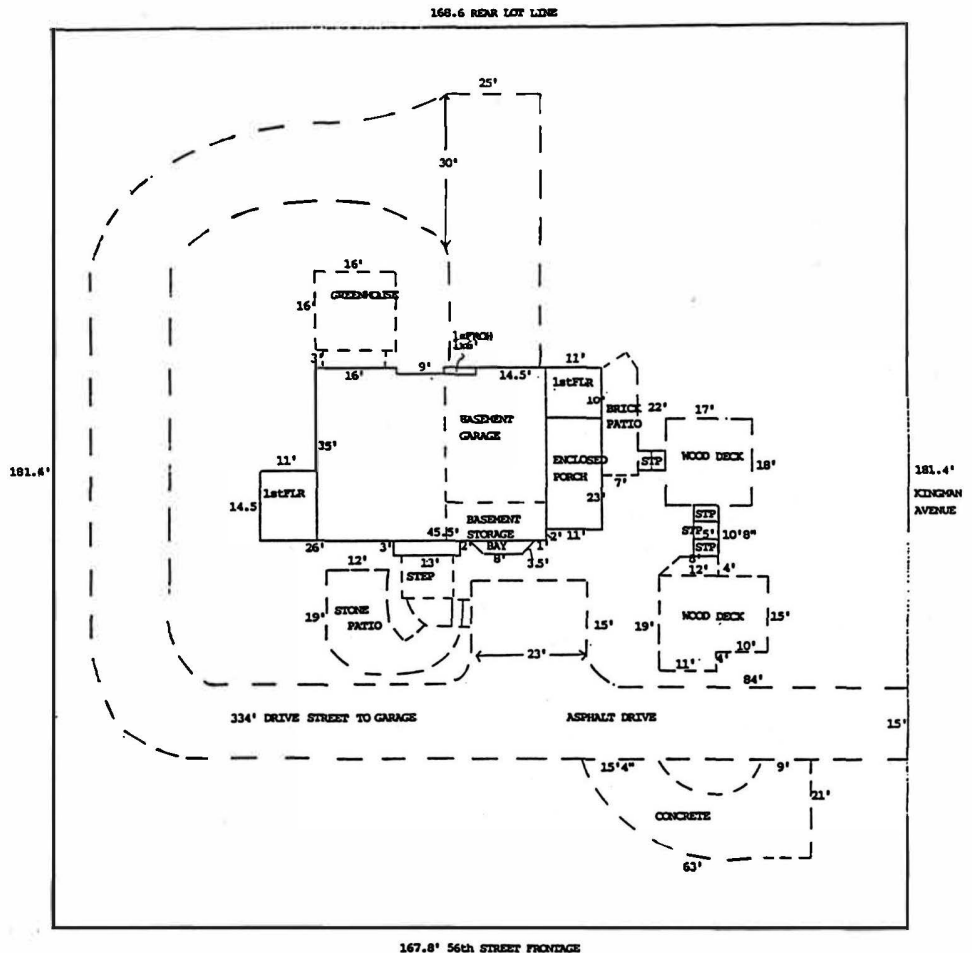 168.6 REAR LOT LINE
25'
30'
16'
16'
GREENHOUSE
3'
16'
9'
14.5'
11'
1stFLR
10'
BRICK
PATIO
22'
17'
BASEMENT
GARAGE
WOOD DECK
18'
STP
35'
ENCLOSED
PORCH
7'
181.6'
181.4'
KINGMAN
AVENUE
11'
1stFLR
14.5
23'
BASEMENT
STORAGE
STP
STP
5'
10'8"
STP
26'
3'
45.5'
2'
BAY
8'
1'
2'
11'
3.5'
13'
STEP
12'
8'
12'
4'
19'
STONE
PATIO
15'
19'
WOOD DECK
15'
23'
10'
11'
4'
84'
334' DRIVE STREET TO GARAGE
ASPHALT DRIVE
15'
15'4"
9'
21'
CONCRETE
63'
167.8' 56th STREET FRONTAGE